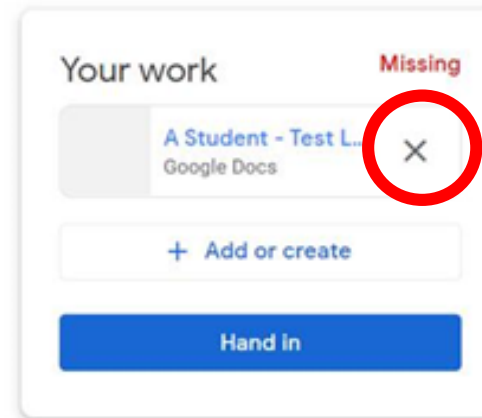 Your work
Missing
A Student - Test L...
Google Docs
+ Add or create
Hand in